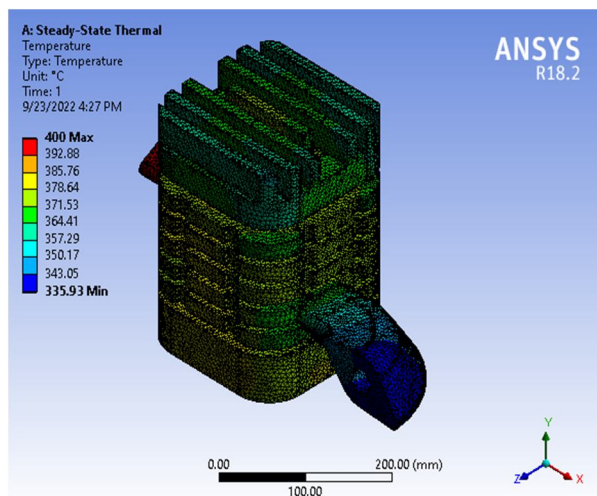 A: Steady-State Thermal
Temperature
Type: Temperature
Unit: °C
Time: 1
9/23/2022 4:27 PM
ANSYS
R18.2
400 Max
392.88
385.76
378.64
371.53
364.41
357.29
350.17
343.05
335.93 Min
0.00
200.00 (mm)
100.00
Y
Z
X